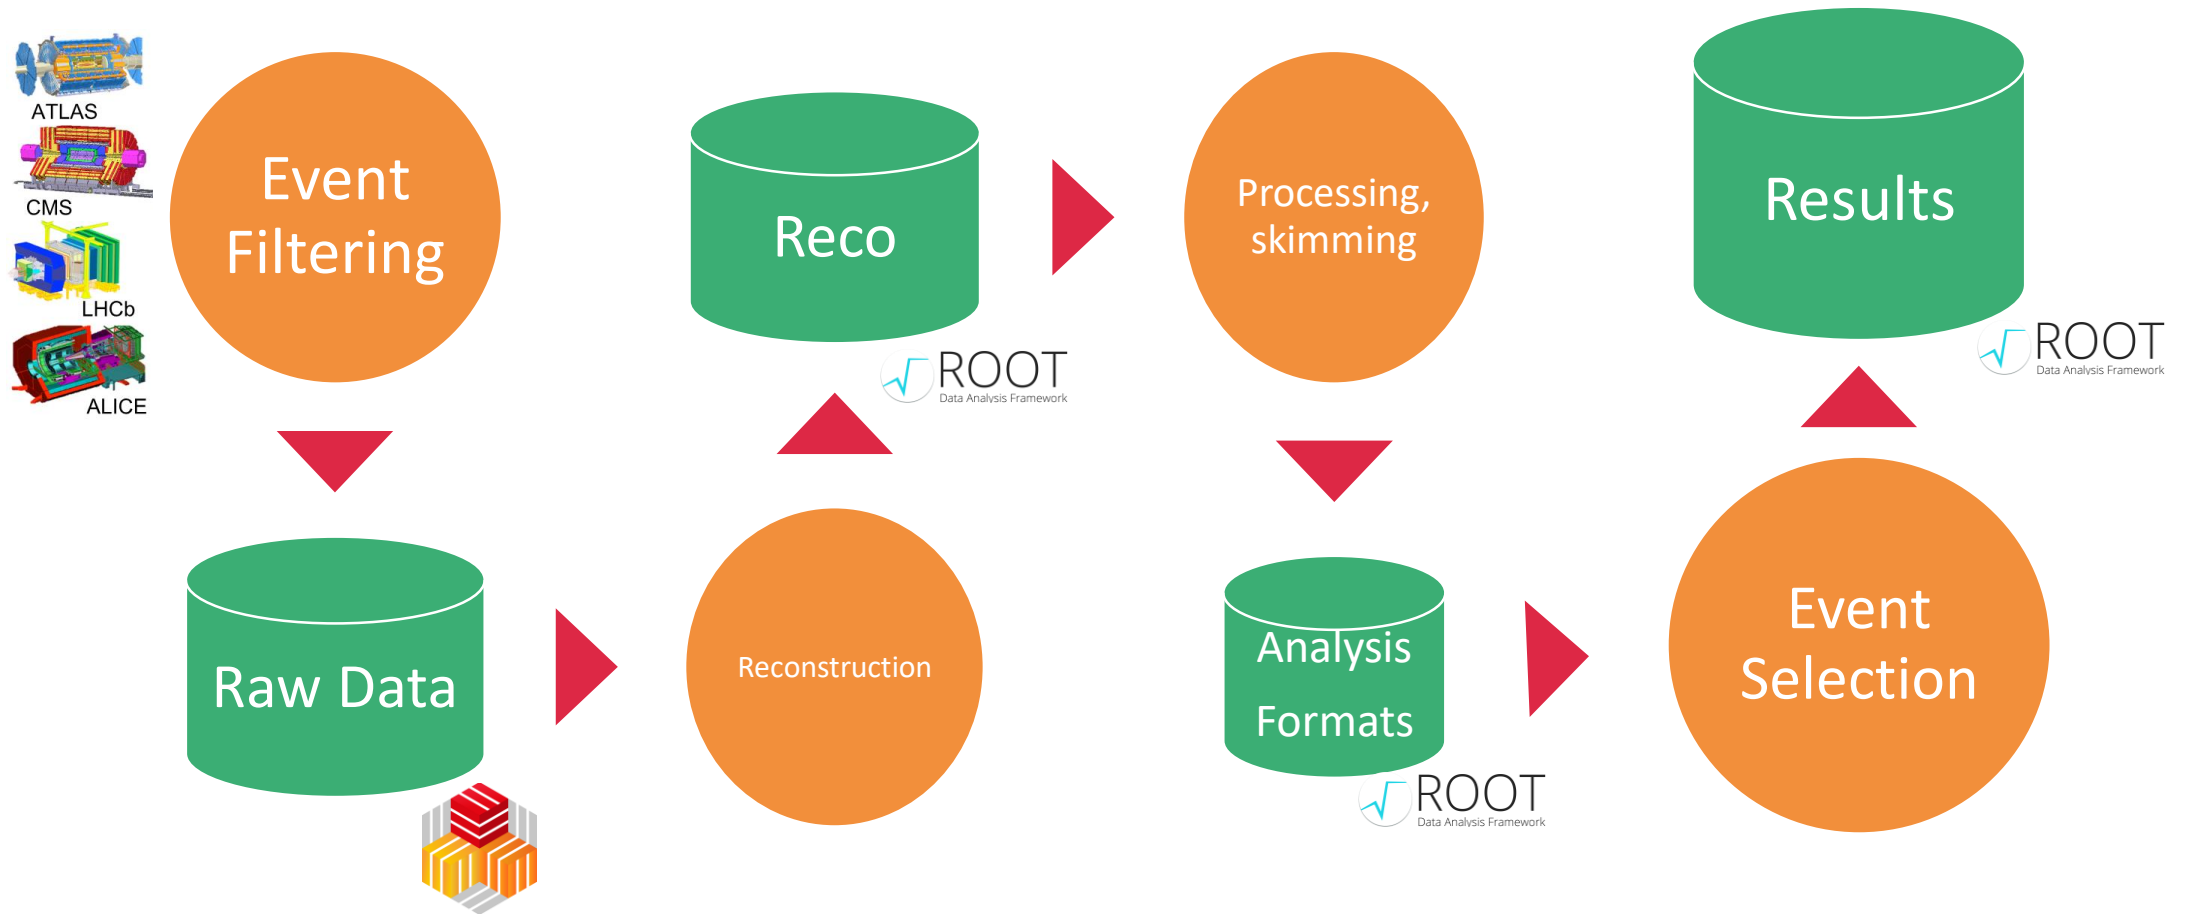 ATLAS
CMS
LHCb
ALICE
Event
Filtering
Raw Data
Reconstruction
Reco
ROOT
Data Analysis Framework
Processing,
skimming
Analysis
Formats
ROOT
Data Analysis Framework
Event
Selection
Results
ROOT
Data Analysis Framework